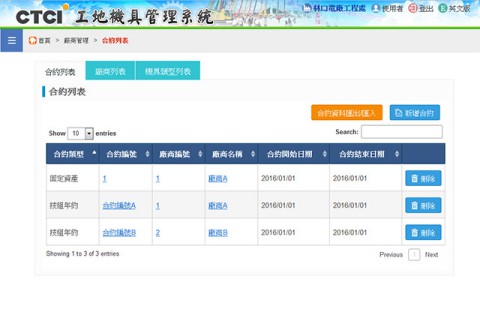 CTCI 工地機具管理系統
林口電廠工程處 使用者 登出 英文版
首頁 > 廠商管理 > 合約列表
合約列表 廠商列表 機具類型列表
合約列表
合約資料匯出/匯入 新增合約
Show 10 entries Search:
合約類型 合約編號 廠商編號 廠商名稱 合約開始日期 合約結束日期
固定資產 1 1 廠商A 2016/01/01 2016/01/01 刪除
技組年約 合約編號A 1 廠商A 2016/01/01 2016/01/01 刪除
技組年約 合約編號B 2 廠商B 2016/01/01 2016/01/01 刪除
Showing 1 to 3 of 3 entries Previous 1 Next